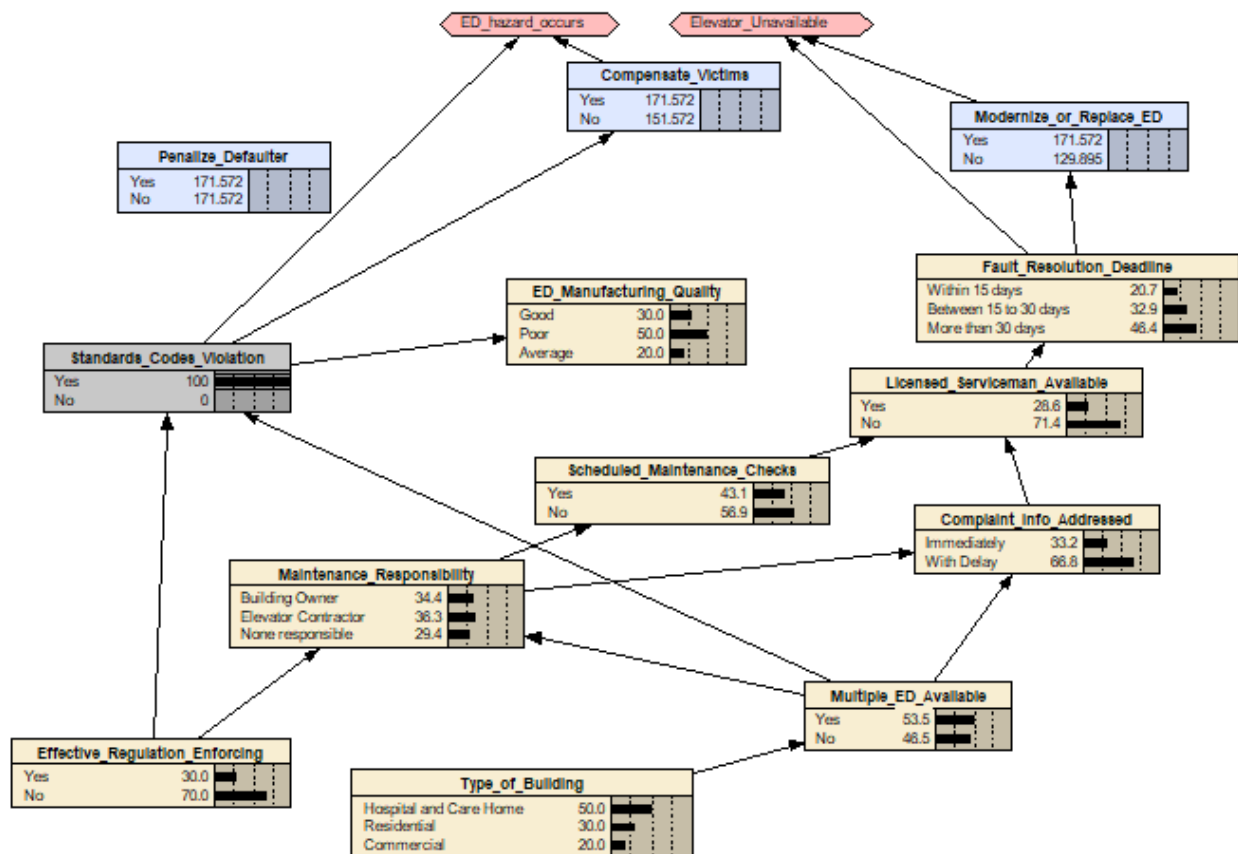 ED_hazard_occurs
Elevator_Unavailable
Compensate_Victims
Yes 171.572
No 151.572
Modernize_or_Replace_ED
Yes 171.572
No 129.895
Penalize_Defaulter
Yes 171.572
No 171.572
Fault_Resolution_Deadline
Within 15 days 20.7
Between 15 to 30 days 32.9
More than 30 days 46.4
ED_Manufacturing_Quality
Good 30.0
Poor 50.0
Average 20.0
Standards_Codes_Violation
Yes 100
No 0
Licensed_Serviceman_Available
Yes 28.6
No 71.4
Scheduled_Maintenance_Checks
Yes 43.1
No 56.9
Complaint_Info_Addressed
Immediately 33.2
With Delay 66.8
Maintenance_Responsibility
Building Owner 34.4
Elevator Contractor 36.3
None responsible 29.4
Multiple_ED_Available
Yes 53.5
No 46.5
Effective_Regulation_Enforcing
Yes 30.0
No 70.0
Type_of_Building
Hospital and Care Home 50.0
Residential 30.0
Commercial 20.0